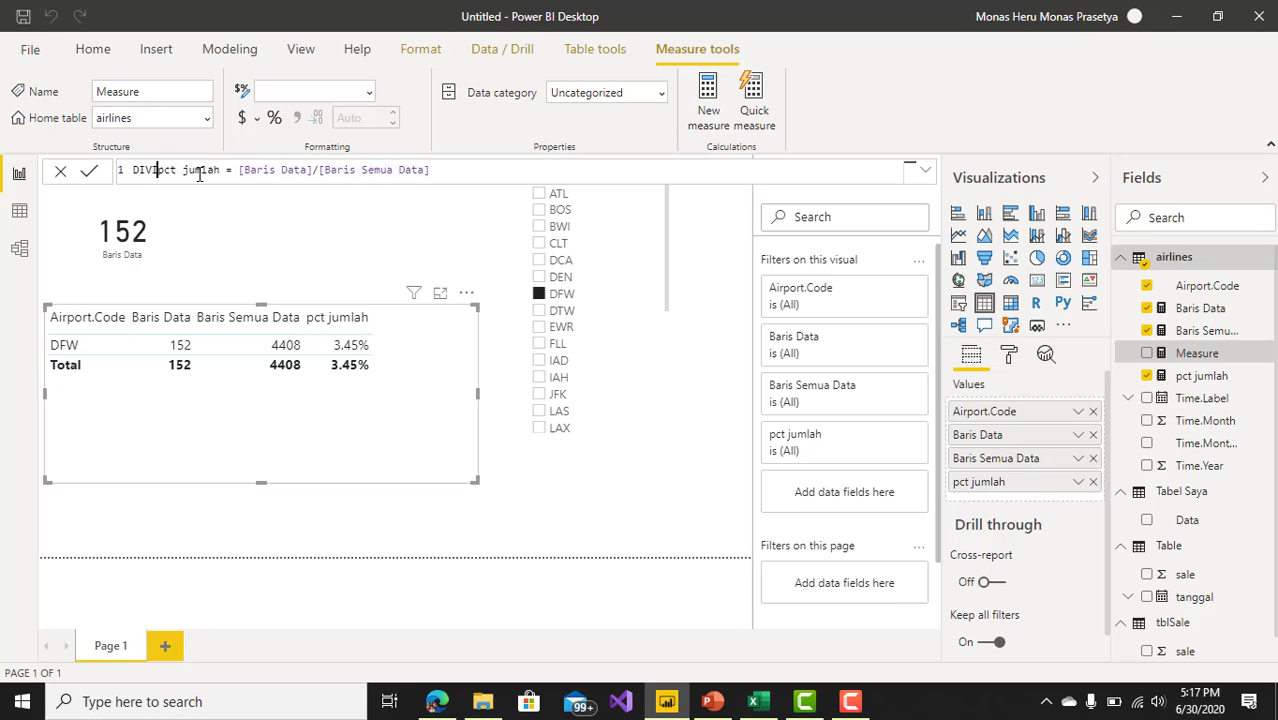 Untitled - Power BI Desktop
Monas Heru Monas Prasetya
File Home Insert Modeling View Help Format Data / Drill Table tools Measure tools
Name Measure
Home table airlines
Structure
$ % Auto
Formatting
Data category Uncategorized
Properties
New measure
Quick measure
Calculations
1 DIVIpct jumlah = [Baris Data]/[Baris Semua Data]
152
Baris Data
Airport.Code Baris Data Baris Semua Data pct jumlah
DFW 152 4408 3.45%
Total 152 4408 3.45%
ATL
BOS
BWI
CLT
DCA
DEN
DFW
DTW
EWR
FLL
IAD
IAH
JFK
LAS
LAX
Search
Filters on this visual
Airport.Code
is (All)
Baris Data
is (All)
Baris Semua Data
is (All)
pct jumlah
is (All)
Add data fields here
Filters on this page
Add data fields here
Visualizations
Values
Airport.Code
Baris Data
Baris Semua Data
pct jumlah
Drill through
Cross-report
Off
Keep all filters
On
Fields
Search
airlines
Airport.Code
Baris Data
Baris Semu...
Measure
pct jumlah
Time.Label
Time.Month
Time.Mont...
Time.Year
Tabel Saya
Data
Table
sale
tanggal
tblSale
sale
Page 1
PAGE 1 OF 1
Type here to search
99+
5:17 PM
6/30/2020